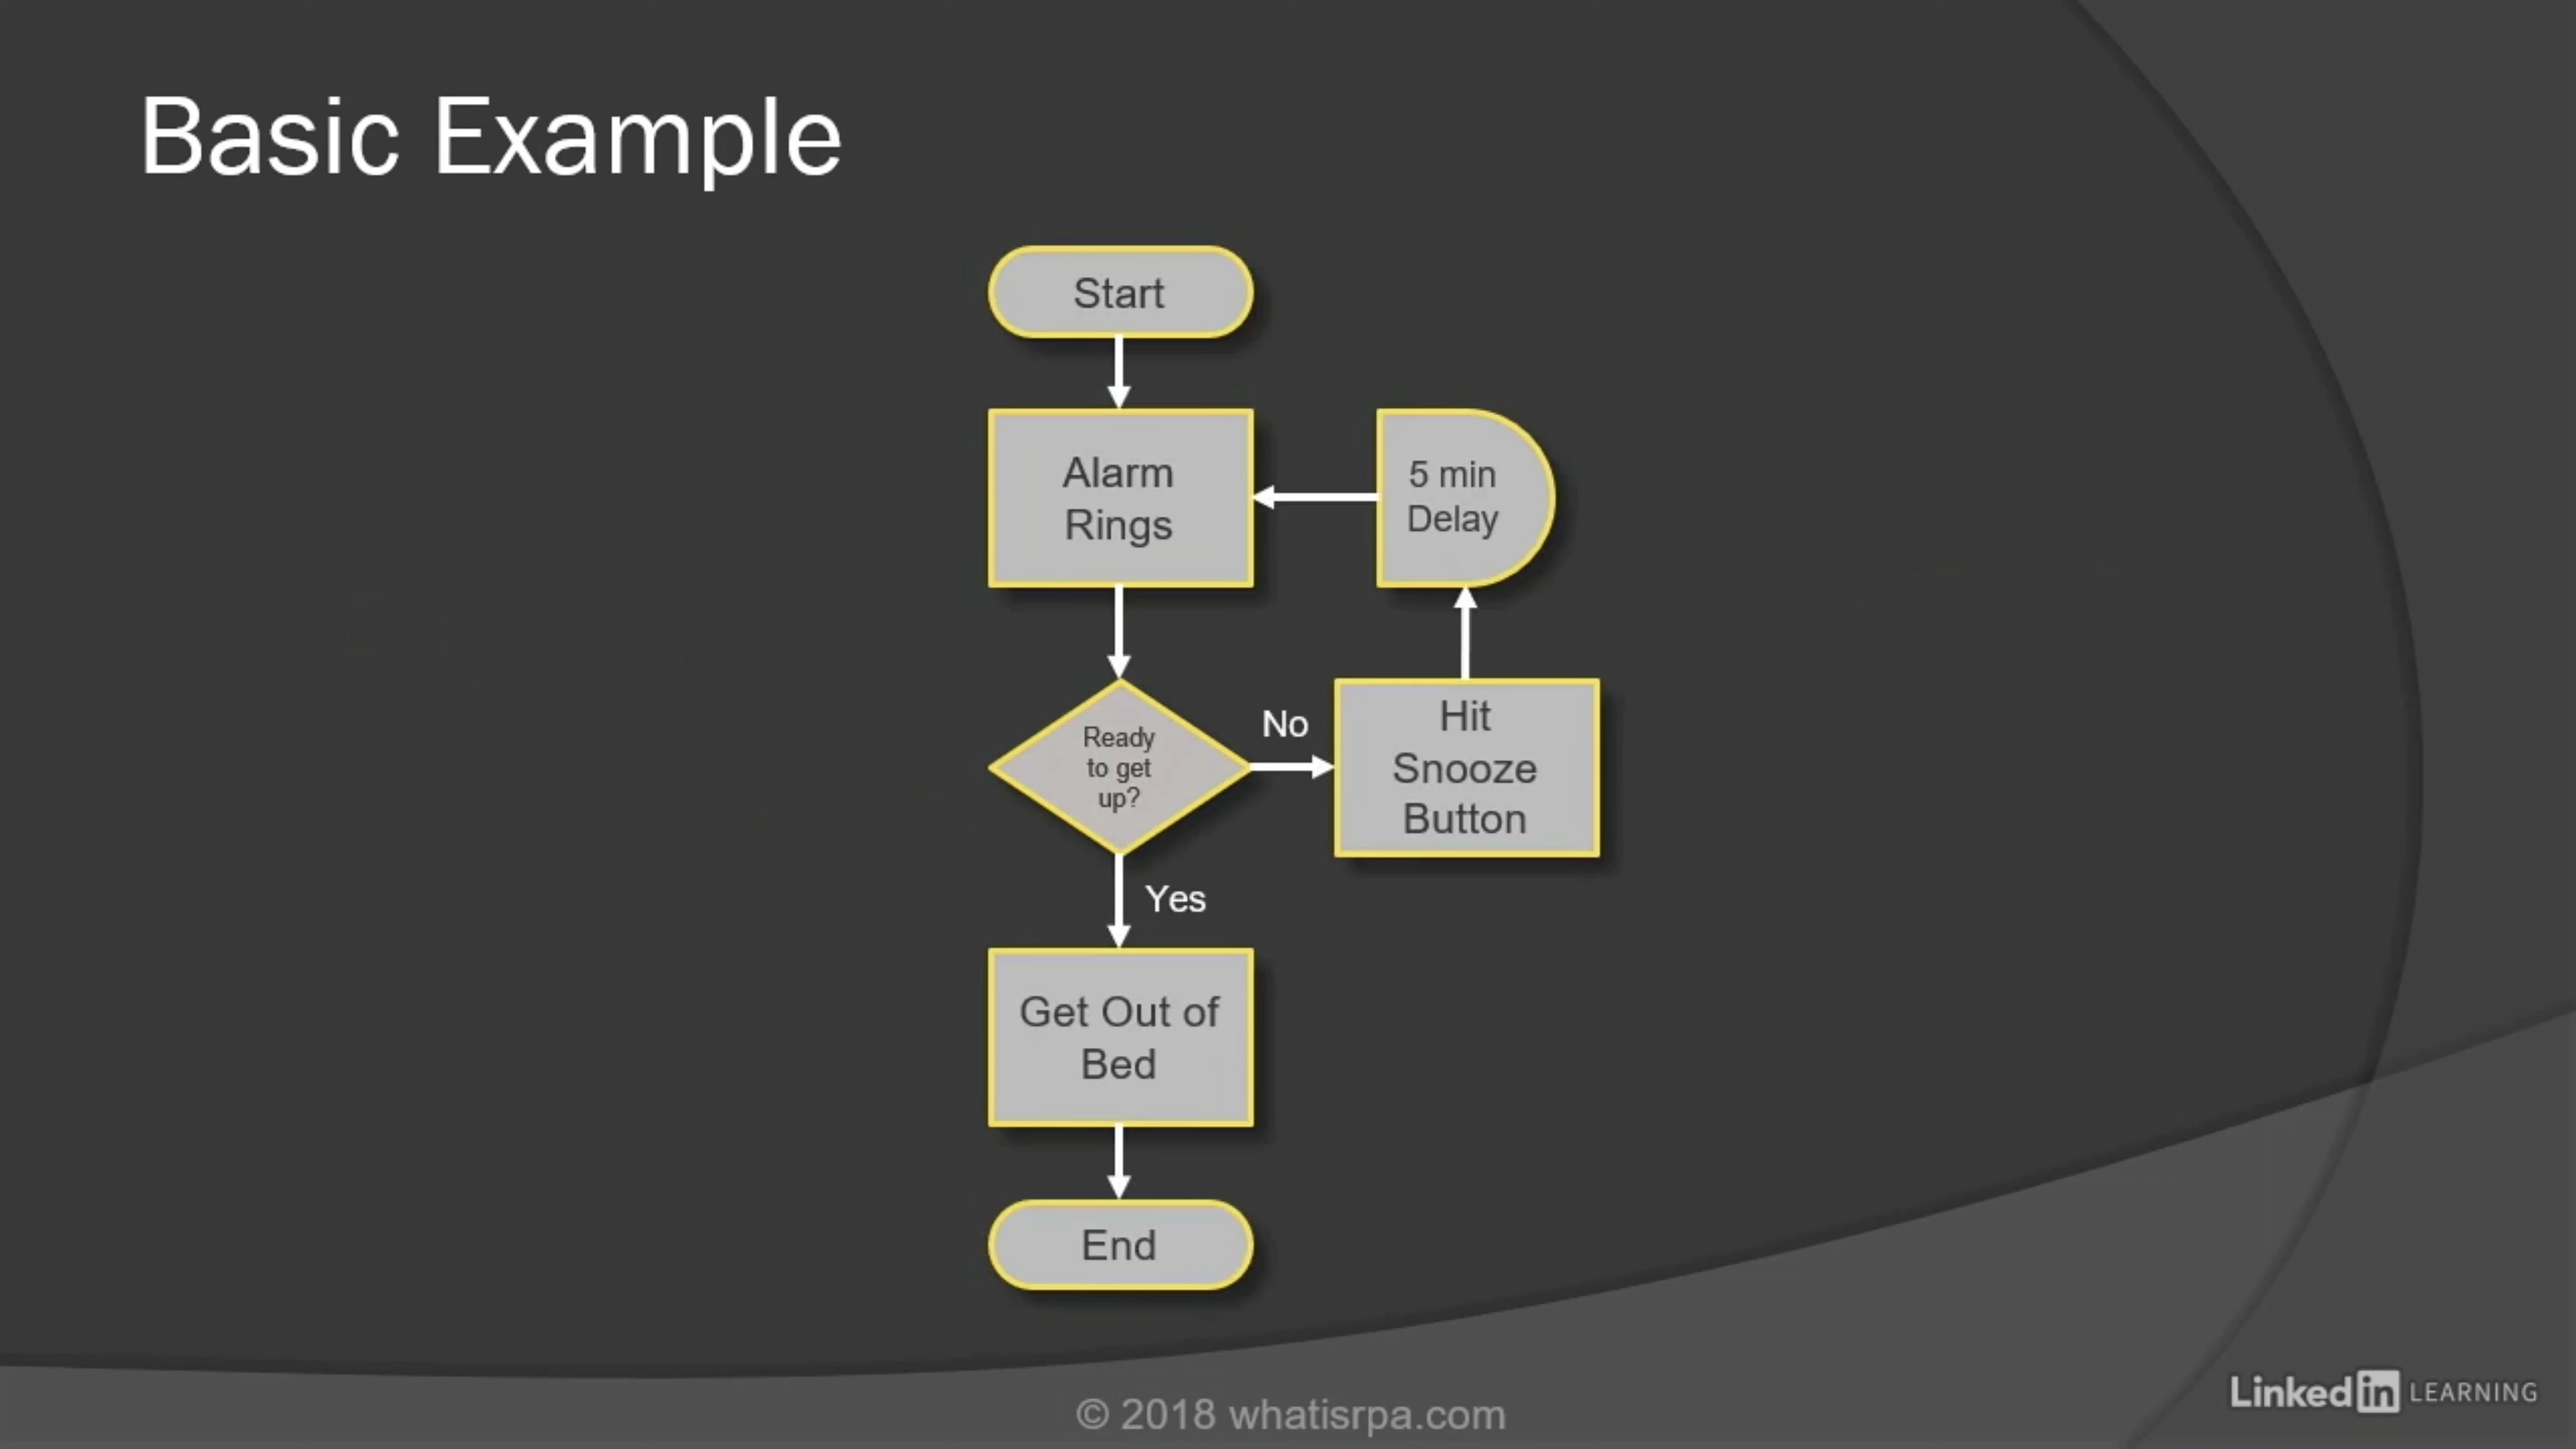 Basic Example
Start
Alarm
Rings
5 min
Delay
Ready
to get
up?
No
Hit
Snooze
Button
Yes
Get Out of
Bed
End
© 2018 whatisrpa.com
Linked in LEARNING